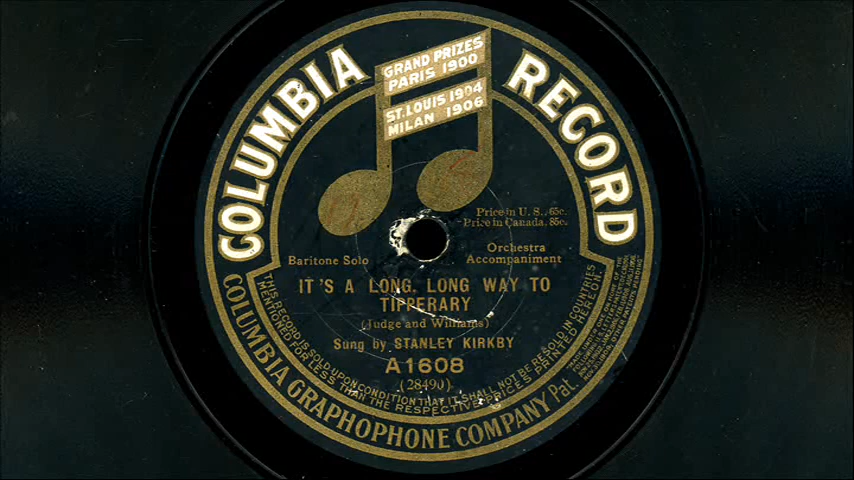 COLUMBIA RECORD
GRAND PRIZES
PARIS 1900
ST. LOUIS 1904
MILAN 1906
Price in U. S., 65c.
Price in Canada, 85c.
Baritone Solo
Orchestra
Accompaniment
IT'S A LONG, LONG WAY TO
TIPPERARY
(Judge and Williams)
Sung by STANLEY KIRKBY
A1608
(28490)
THIS RECORD IS SOLD UPON CONDITION THAT IT SHALL NOT BE RESOLD IN COUNTRIES
MENTIONED FOR LESS THAN THE RESPECTIVE PRICES PRINTED HEREON.
COLUMBIA GRAPHOPHONE COMPANY Pat.